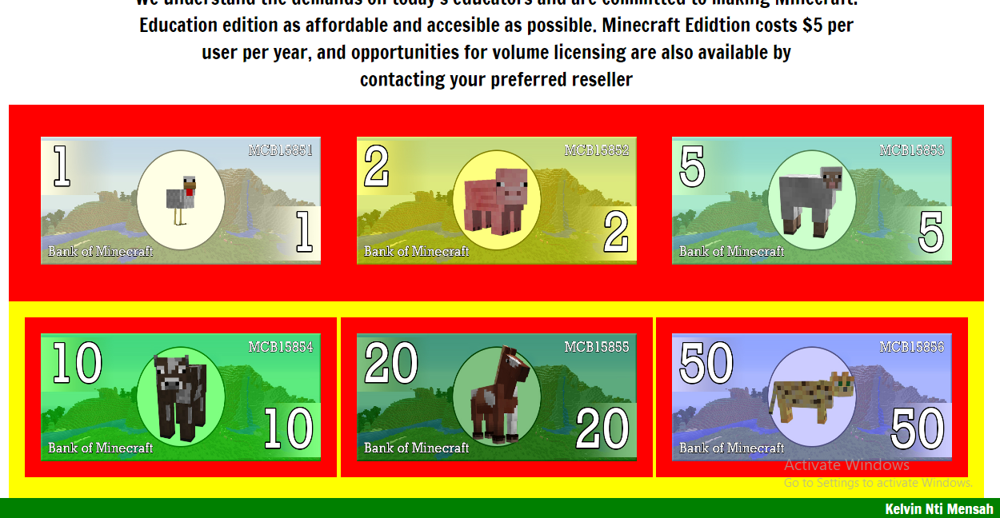 We understand the demands on today's educators and are committed to making Minecraft:
Education edition as affordable and accesible as possible. Minecraft Edidtion costs $5 per
user per year, and opportunities for volume licensing are also available by
contacting your preferred reseller
1 MCB15851
1
Bank of Minecraft
2 MCB15852
2
Bank of Minecraft
5 MCB15853
5
Bank of Minecraft
10 MCB15854
10
Bank of Minecraft
20 MCB15855
20
Bank of Minecraft
50 MCB15856
50
Bank of Minecraft
Activate Windows
Go to Settings to activate Windows.
Kelvin Nti Mensah